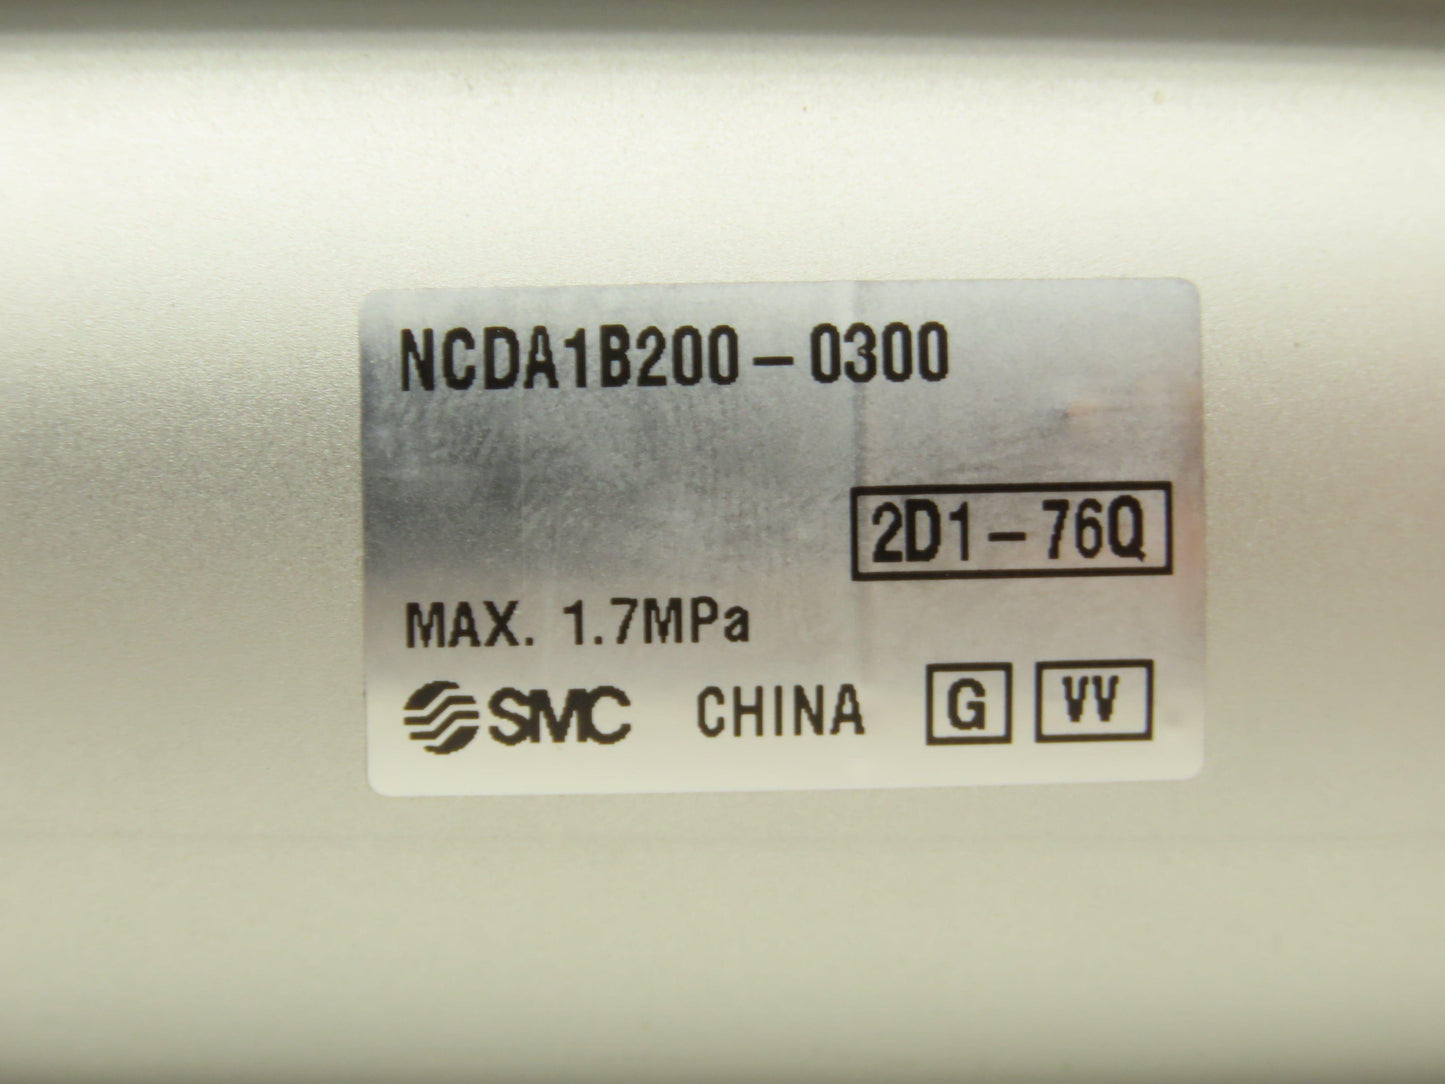 NCDA1B200-0300
2D1-76Q
MAX. 1.7MPa
SMC CHINA G VV